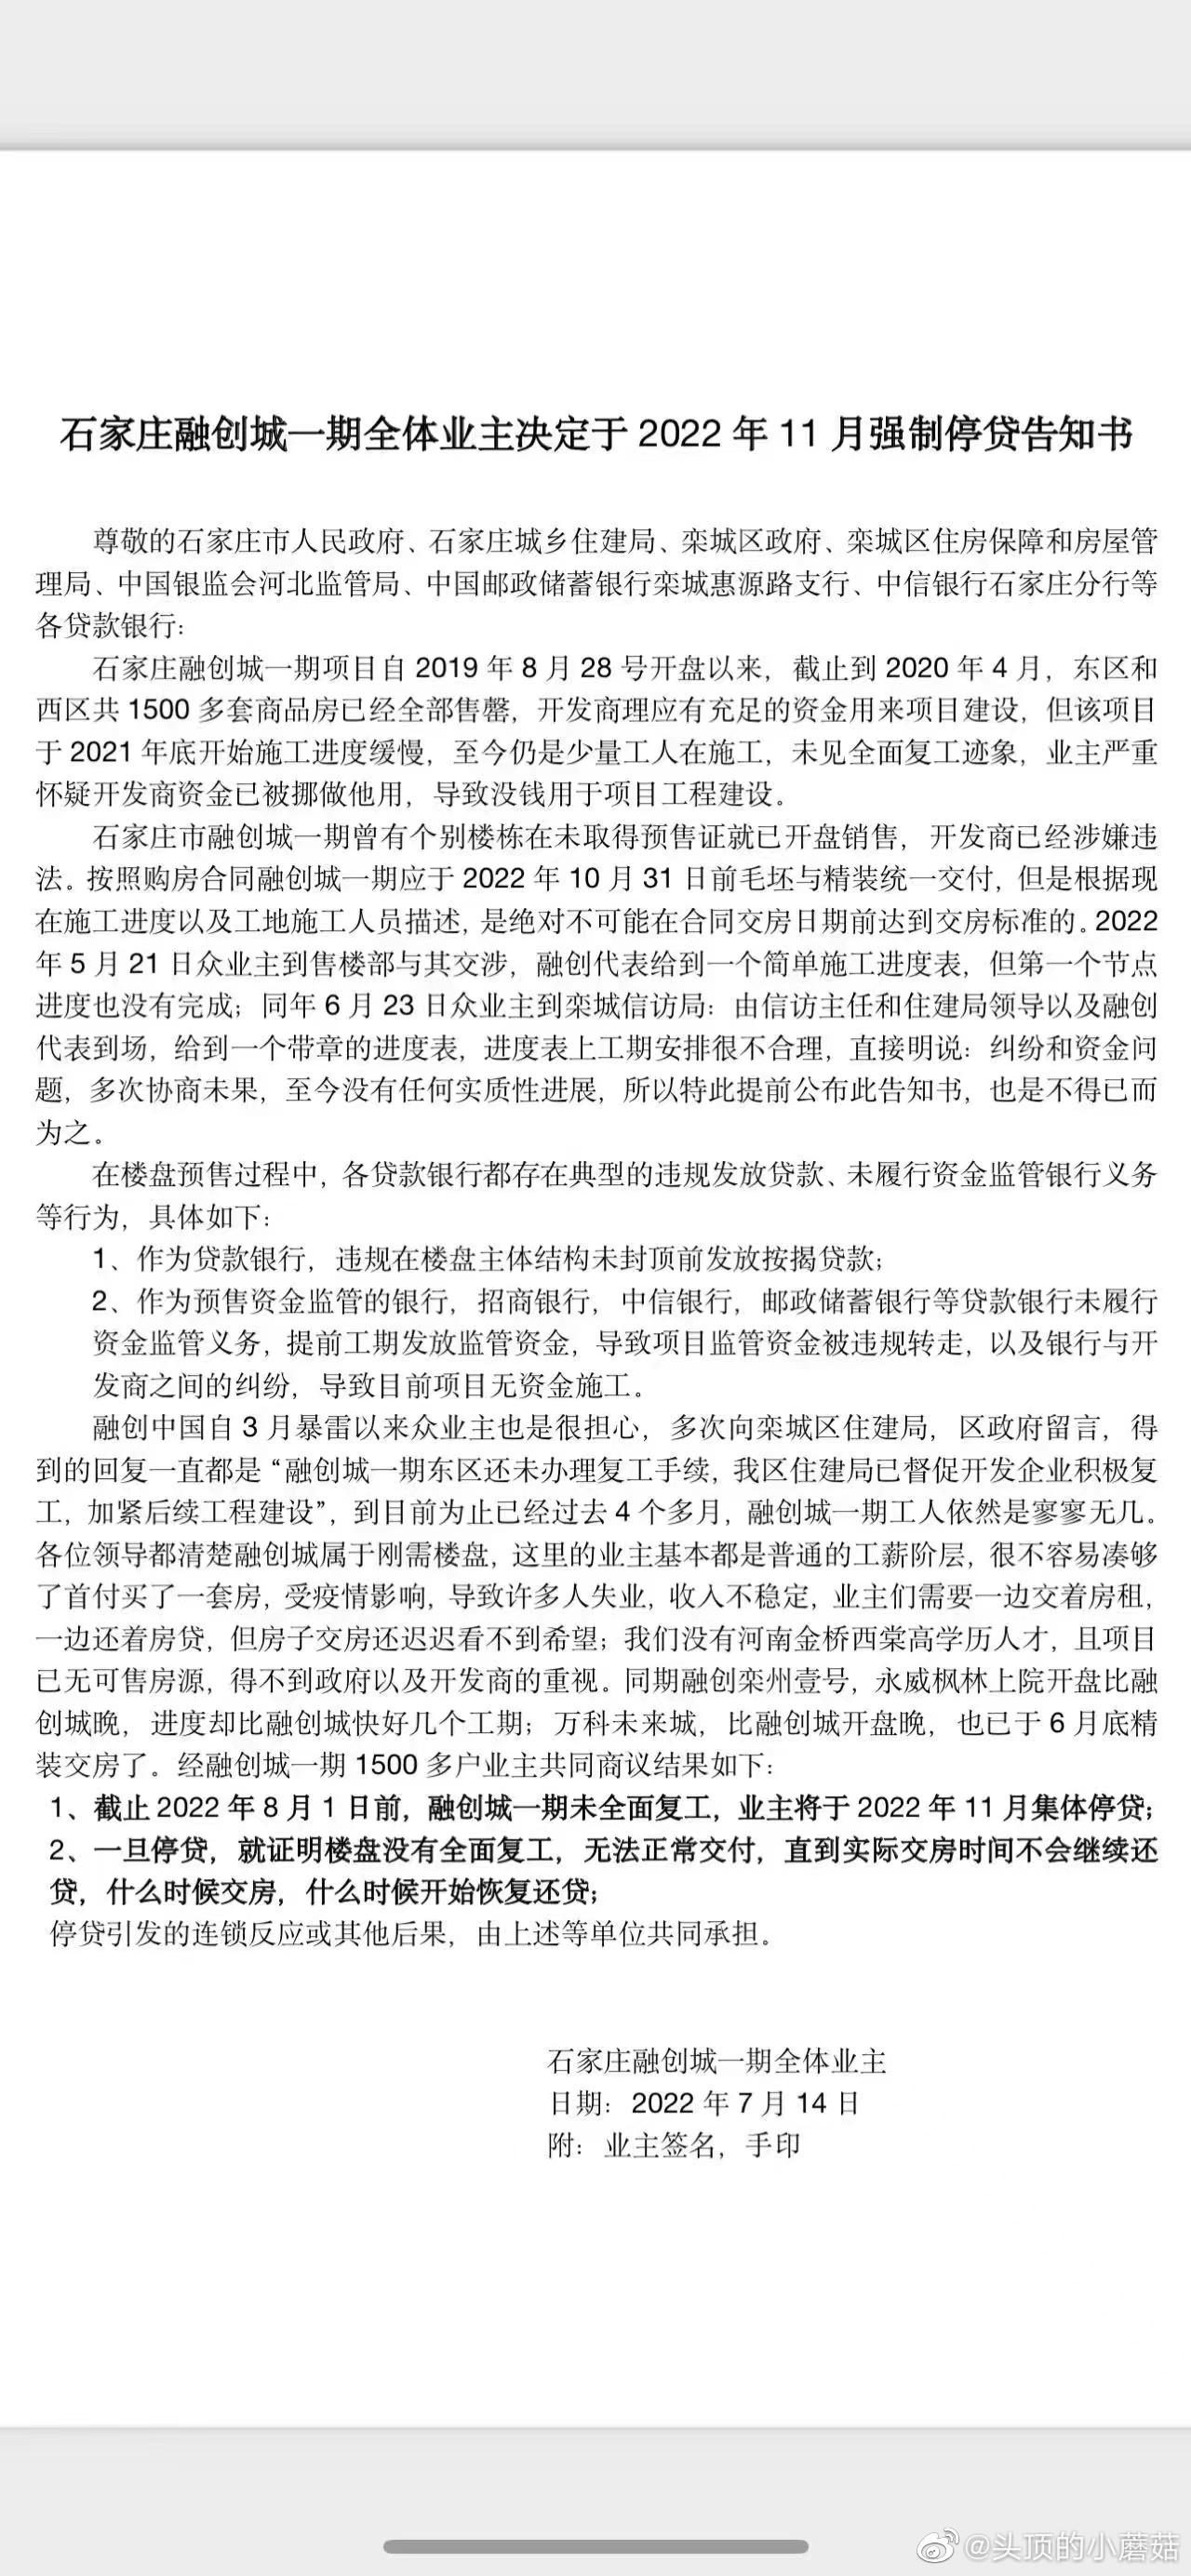 石家庄融创城一期全体业主决定于 2022 年 11 月强制停贷告知书
尊敬的石家庄市人民政府、石家庄城乡住建局、栾城区政府、栾城区住房保障和房屋管
理局、中国银监会河北监管局、中国邮政储蓄银行栾城惠源路支行、中信银行石家庄分行等
各贷款银行：
石家庄融创城一期项目自 2019 年 8 月 28 号开盘以来，截止到 2020 年 4 月，东区和
西区共 1500 多套商品房已经全部售罄，开发商理应有充足的资金用来项目建设，但该项目
于 2021 年底开始施工进度缓慢，至今仍是少量工人在施工，未见全面复工迹象，业主严重
怀疑开发商资金已被挪做他用，导致没钱用于项目工程建设。
石家庄市融创城一期曾有个别楼栋在未取得预售证就已开盘销售，开发商已经涉嫌违
法。按照购房合同融创城一期应于 2022 年 10 月 31 日前毛坯与精装统一交付，但是根据现
在施工进度以及工地施工人员描述，是绝对不可能在合同交房日期前达到交房标准的。2022
年 5 月 21 日众业主到售楼部与其交涉，融创代表给到一个简单施工进度表，但第一个节点
进度也没有完成；同年 6 月 23 日众业主到栾城信访局：由信访主任和住建局领导以及融创
代表到场，给到一个带章的进度表，进度表上工期安排很不合理，直接明说：纠纷和资金问
题，多次协商未果，至今没有任何实质性进展，所以特此提前公布此告知书，也是不得已而
为之。
在楼盘预售过程中，各贷款银行都存在典型的违规发放贷款、未履行资金监管银行义务
等行为，具体如下：
1、作为贷款银行，违规在楼盘主体结构未封顶前发放按揭贷款；
2、作为预售资金监管的银行，招商银行，中信银行，邮政储蓄银行等贷款银行未履行
资金监管义务，提前工期发放监管资金，导致项目监管资金被违规转走，以及银行与开
发商之间的纠纷，导致目前项目无资金施工。
融创中国自 3 月暴雷以来众业主也是很担心，多次向栾城区住建局，区政府留言，得
到的回复一直都是“融创城一期东区还未办理复工手续，我区住建局已督促开发企业积极复
工，加紧后续工程建设”，到目前为止已经过去 4 个多月，融创城一期工人依然是寥寥无几。
各位领导都清楚融创城属于刚需楼盘，这里的业主基本都是普通的工薪阶层，很不容易凑够
了首付买了一套房，受疫情影响，导致许多人失业，收入不稳定，业主们需要一边交着房租，
一边还着房贷，但房子交房还迟迟看不到希望；我们没有河南金桥西棠高学历人才，且项目
已无可售房源，得不到政府以及开发商的重视。同期融创栾州壹号，永威枫林上院开盘比融
创城晚，进度却比融创城快好几个工期；万科未来城，比融创城开盘晚，也已于 6 月底精
装交房了。经融创城一期 1500 多户业主共同商议结果如下：
1、截止 2022 年 8 月 1 日前，融创城一期未全面复工，业主将于 2022 年 11 月集体停贷；
2、一旦停贷，就证明楼盘没有全面复工，无法正常交付，直到实际交房时间不会继续还
贷，什么时候交房，什么时候开始恢复还贷；
停贷引发的连锁反应或其他后果，由上述等单位共同承担。
石家庄融创城一期全体业主
日期：2022 年 7 月 14 日
附：业主签名，手印
@头顶的小蘑菇